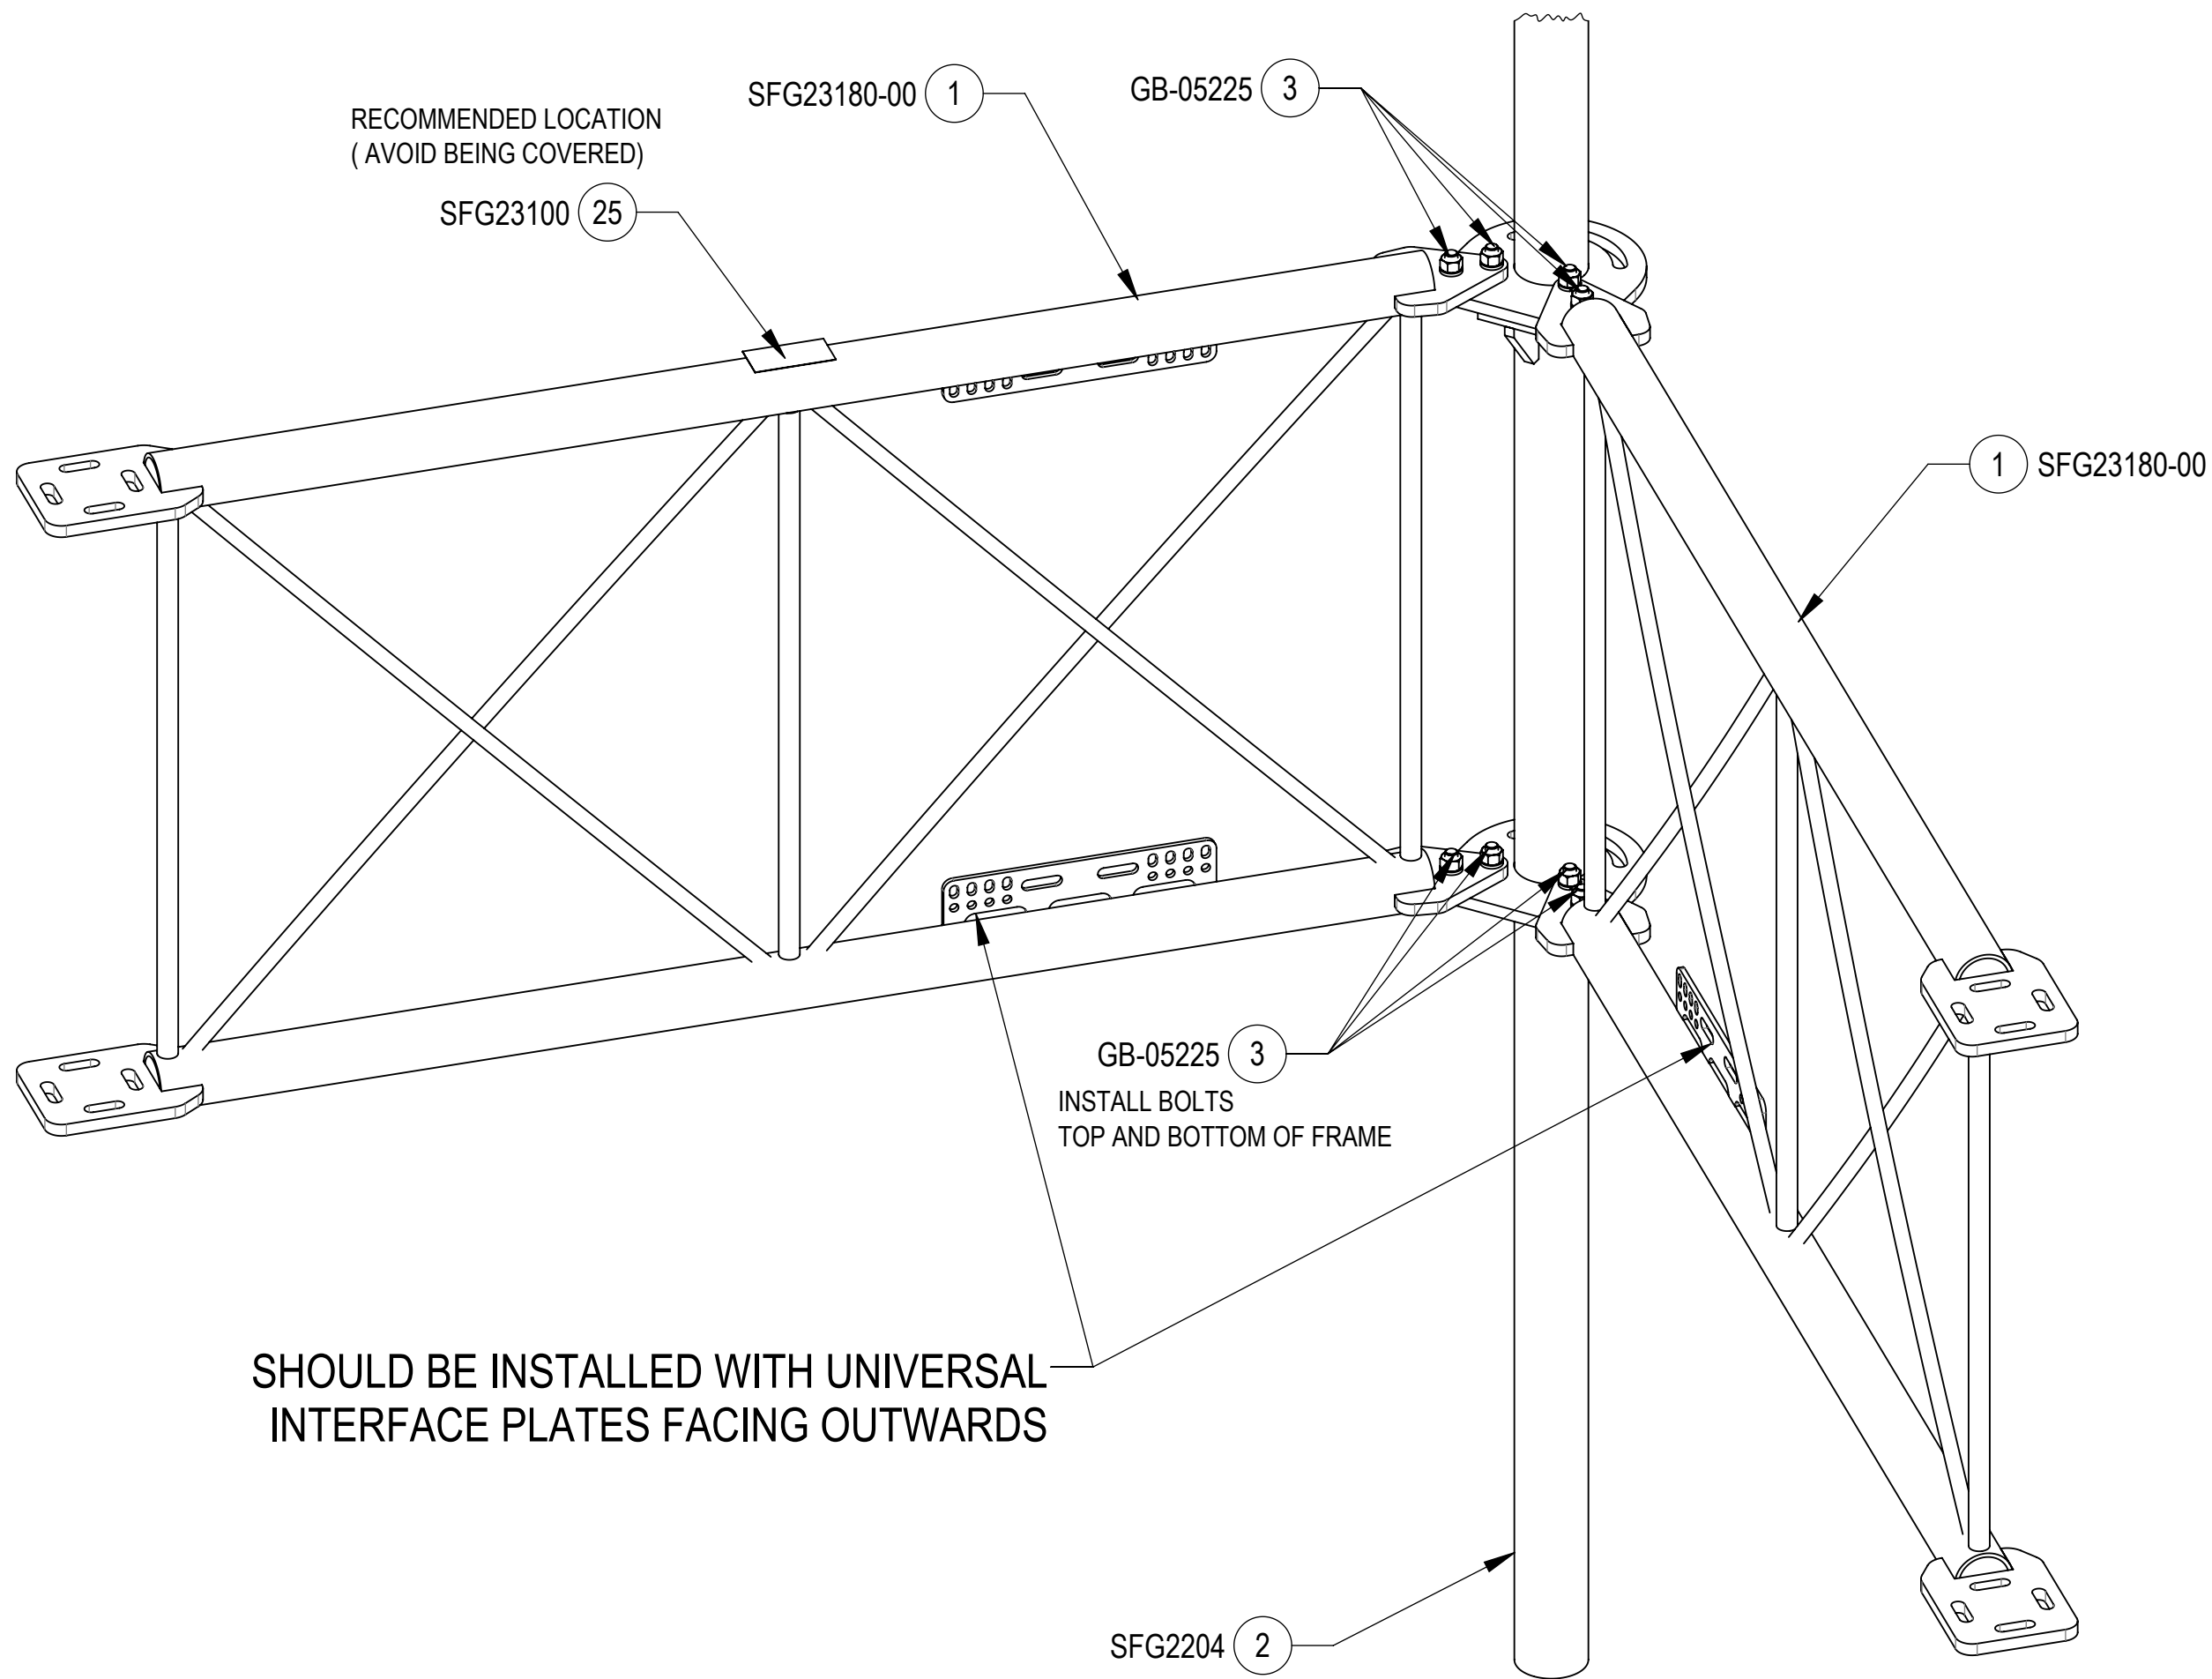 SFG23180-00 1
GB-05225 3
RECOMMENDED LOCATION
( AVOID BEING COVERED)
SFG23100 25
1 SFG23180-00
GB-05225 3
INSTALL BOLTS
TOP AND BOTTOM OF FRAME
SHOULD BE INSTALLED WITH UNIVERSAL
INTERFACE PLATES FACING OUTWARDS
SFG2204 2